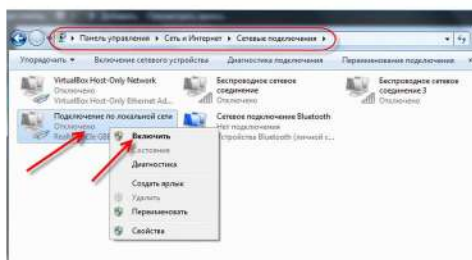 Панель управления ▸ Сеть и Интернет ▸ Сетевые подключения ▸
Упорядочить ▾ Включение сетевого устройства Диагностика подключения Переименование подключения
VirtualBox Host-Only Network
Отключено
VirtualBox Host-Only Ethernet Ad...
Беспроводное сетевое соединение
Отключено
Беспроводное сетевое соединение 3
Отключено
Подключение по локальной сети
Отключено
Сетевое подключение Bluetooth
Нет подключения
Устройства Bluetooth (личной с...
Включить
Состояние
Диагностика
Создать ярлык
Удалить
Переименовать
Свойства